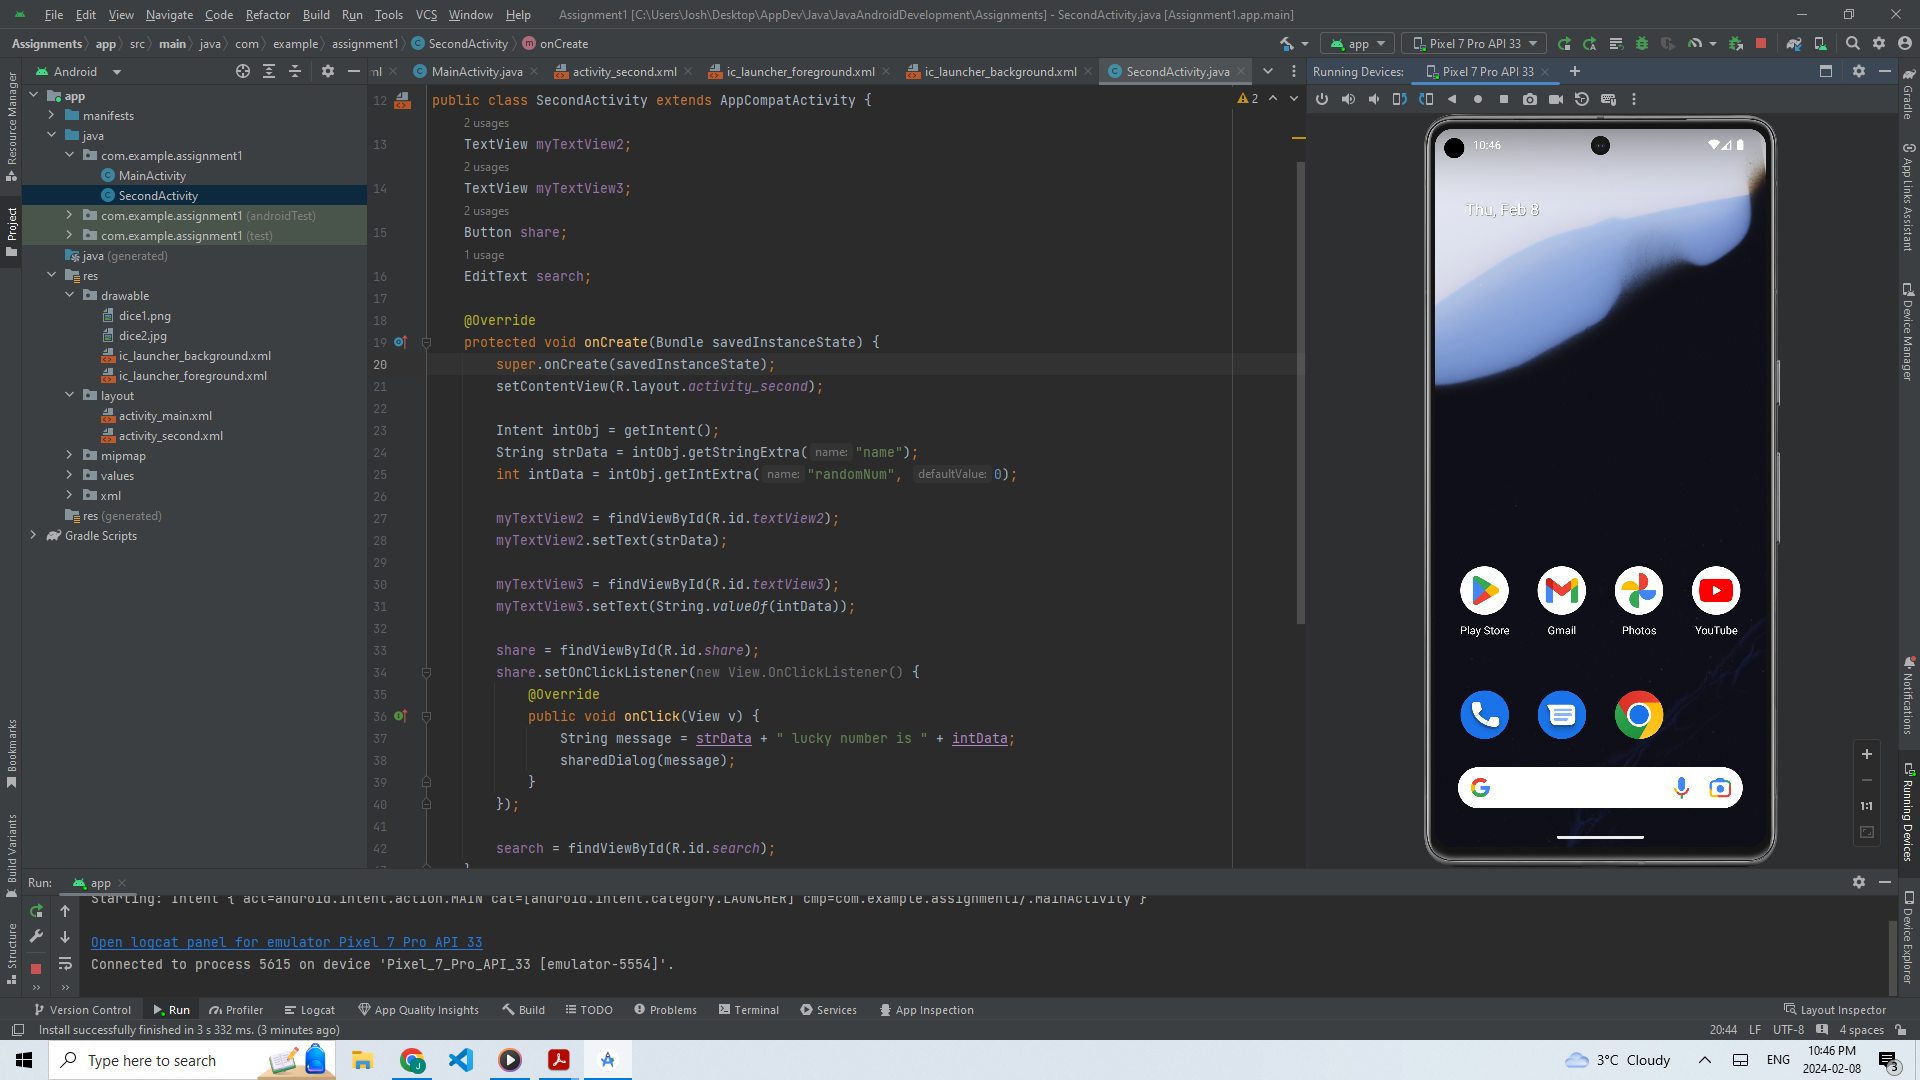 File Edit View Navigate Code Refactor Build Run Tools VCS Window Help Assignment1 [C:\Users\Josh\Desktop\AppDev\Java\JavaAndroidDevelopment\Assignments] - SecondActivity.java [Assignment1.app.main]
Assignments app src main java com example assignment1 SecondActivity onCreate
app Pixel 7 Pro API 33
Android
ml MainActivity.java activity_second.xml ic_launcher_foreground.xml ic_launcher_background.xml SecondActivity.java
Running Devices: Pixel 7 Pro API 33
Resource Manager
Project
Bookmarks
Build Variants
Structure
app
manifests
java
com.example.assignment1
MainActivity
SecondActivity
com.example.assignment1 (androidTest)
com.example.assignment1 (test)
java (generated)
res
drawable
dice1.png
dice2.jpg
ic_launcher_background.xml
ic_launcher_foreground.xml
layout
activity_main.xml
activity_second.xml
mipmap
values
xml
res (generated)
Gradle Scripts
12 public class SecondActivity extends AppCompatActivity {
2
2 usages
13 TextView myTextView2;
2 usages
14 TextView myTextView3;
2 usages
15 Button share;
1 usage
16 EditText search;
17
18 @Override
19 protected void onCreate(Bundle savedInstanceState) {
20 super.onCreate(savedInstanceState);
21 setContentView(R.layout.activity_second);
22
23 Intent intObj = getIntent();
24 String strData = intObj.getStringExtra( name: "name");
25 int intData = intObj.getIntExtra( name: "randomNum", defaultValue: 0);
26
27 myTextView2 = findViewById(R.id.textView2);
28 myTextView2.setText(strData);
29
30 myTextView3 = findViewById(R.id.textView3);
31 myTextView3.setText(String.valueOf(intData));
32
33 share = findViewById(R.id.share);
34 share.setOnClickListener(new View.OnClickListener() {
35 @Override
36 public void onClick(View v) {
37 String message = strData + " lucky number is " + intData;
38 sharedDialog(message);
39 }
40 });
41
42 search = findViewById(R.id.search);
10:46
Thu, Feb 8
Play Store Gmail Photos YouTube
1:1
Gradle
App Links Assistant
Device Manager
Notifications
Running Devices
Device Explorer
Run: app
Starting: Intent { act=android.intent.action.MAIN cat=[android.intent.category.LAUNCHER] cmp=com.example.assignment1/.MainActivity }
Open logcat panel for emulator Pixel 7 Pro API 33
Connected to process 5615 on device 'Pixel_7_Pro_API_33 [emulator-5554]'.
Version Control Run Profiler Logcat App Quality Insights Build TODO Problems Terminal Services App Inspection Layout Inspector
Install successfully finished in 3 s 332 ms. (3 minutes ago) 20:44 LF UTF-8 4 spaces
Type here to search
3°C Cloudy ENG
10:46 PM
2024-02-08
3